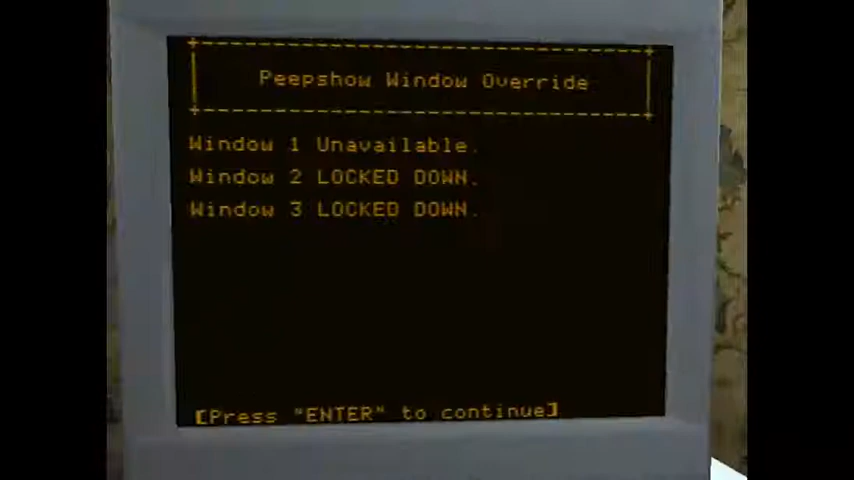 Peepshow Window Override
Window 1 Unavailable.
Window 2 LOCKED DOWN.
Window 3 LOCKED DOWN.
[Press "ENTER" to continue]